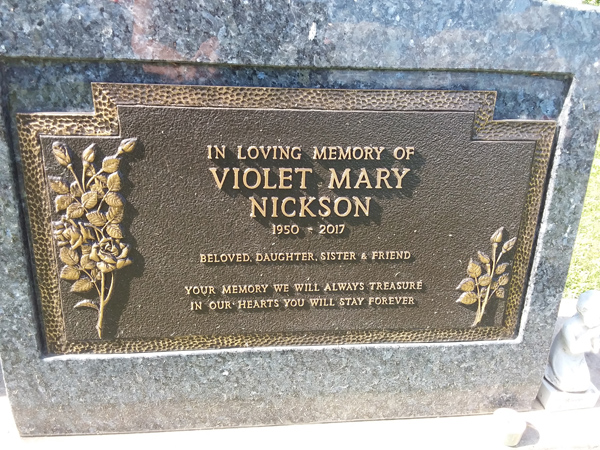 IN LOVING MEMORY OF
VIOLET MARY
NICKSON
1950 - 2017
BELOVED, DAUGHTER, SISTER & FRIEND
YOUR MEMORY WE WILL ALWAYS TREASURE
IN OUR HEARTS YOU WILL STAY FOREVER